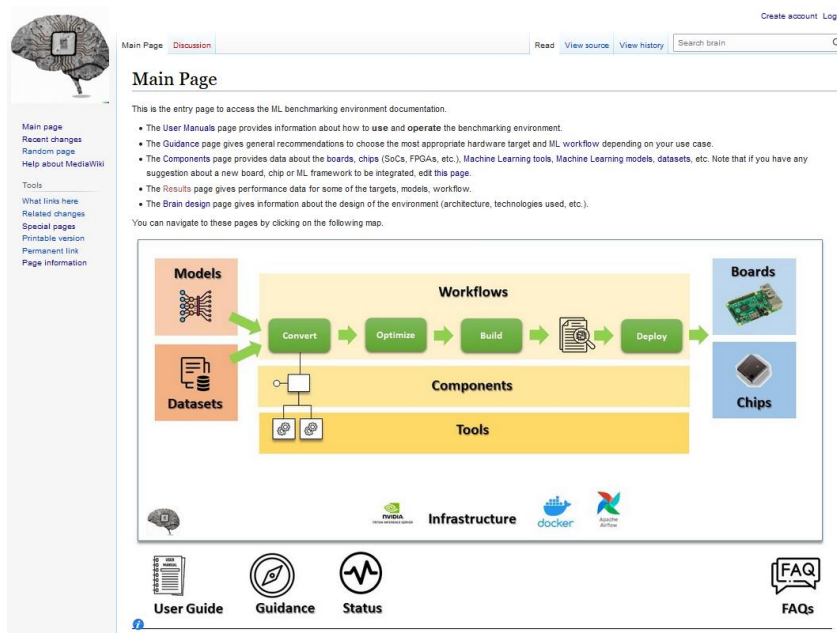 Create account Log
Main Page Discussion Read View source View history Search brain
Main Page
This is the entry page to access the ML benchmarking environment documentation.
Main page
Recent changes
Random page
Help about MediaWiki
Tools
What links here
Related changes
Special pages
Printable version
Permanent link
Page information
• The User Manuals page provides information about how to use and operate the benchmarking environment.
• The Guidance page gives general recommendations to choose the most appropriate hardware target and ML workflow depending on your use case.
• The Components page provides data about the boards, chips (SoCs, FPGAs, etc.), Machine Learning tools, Machine Learning models, datasets, etc. Note that if you have any
suggestion about a new board, chip or ML framework to be integrated, edit this page.
• The Results page gives performance data for some of the targets, models, workflow.
• The Brain design page gives information about the design of the environment (architecture, technologies used, etc.).
You can navigate to these pages by clicking on the following map.
Models
Datasets
Workflows
Convert
Optimize
Build
Deploy
Components
Tools
Boards
Chips
NVIDIA
TRITON INFERENCE SERVER
Infrastructure
docker
Apache
Airflow
USER
MANUAL
User Guide
Guidance
Status
FAQ
FAQs